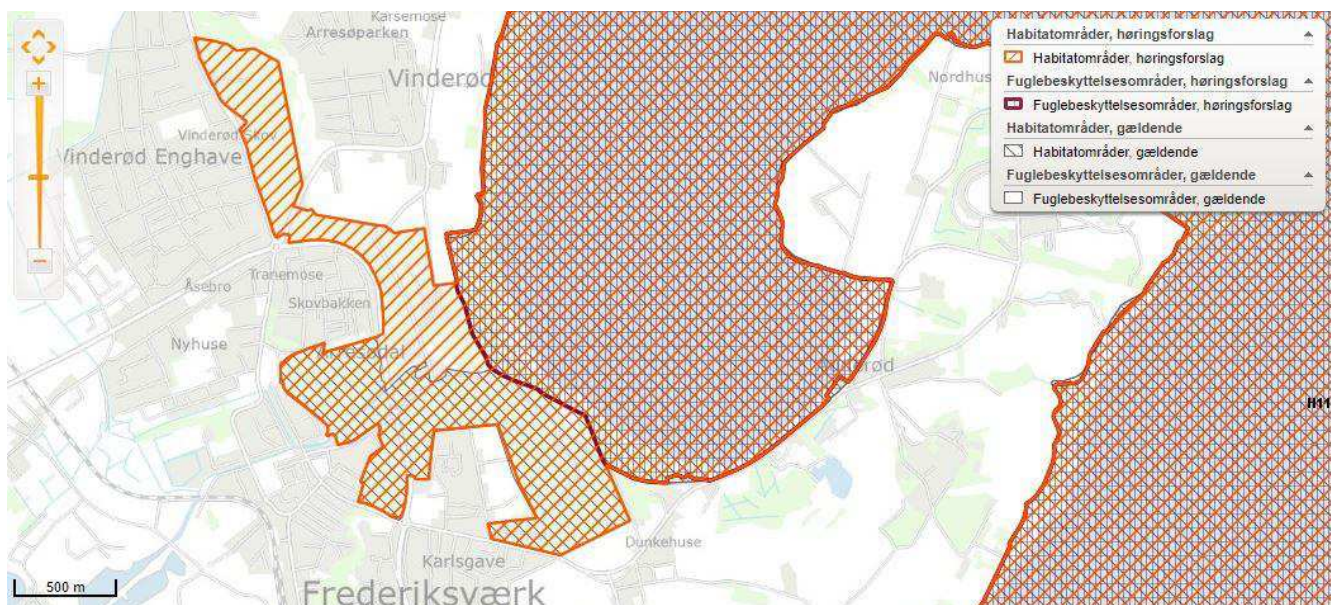 Karsemose
Arresøparken
Vinderød
Nordhus
Vinderød Skov
Vinderød Enghave
Tranemose
Åsebro
Skovbakken
Nyhuse
Arresødal
H11
Karlsgave
Dunkehuse
Frederiksværk
500 m
+
−
Habitatområder, høringsforslag
Habitatområder, høringsforslag
Fuglebeskyttelsesområder, høringsforslag
Fuglebeskyttelsesområder, høringsforslag
Habitatområder, gældende
Habitatområder, gældende
Fuglebeskyttelsesområder, gældende
Fuglebeskyttelsesområder, gældende